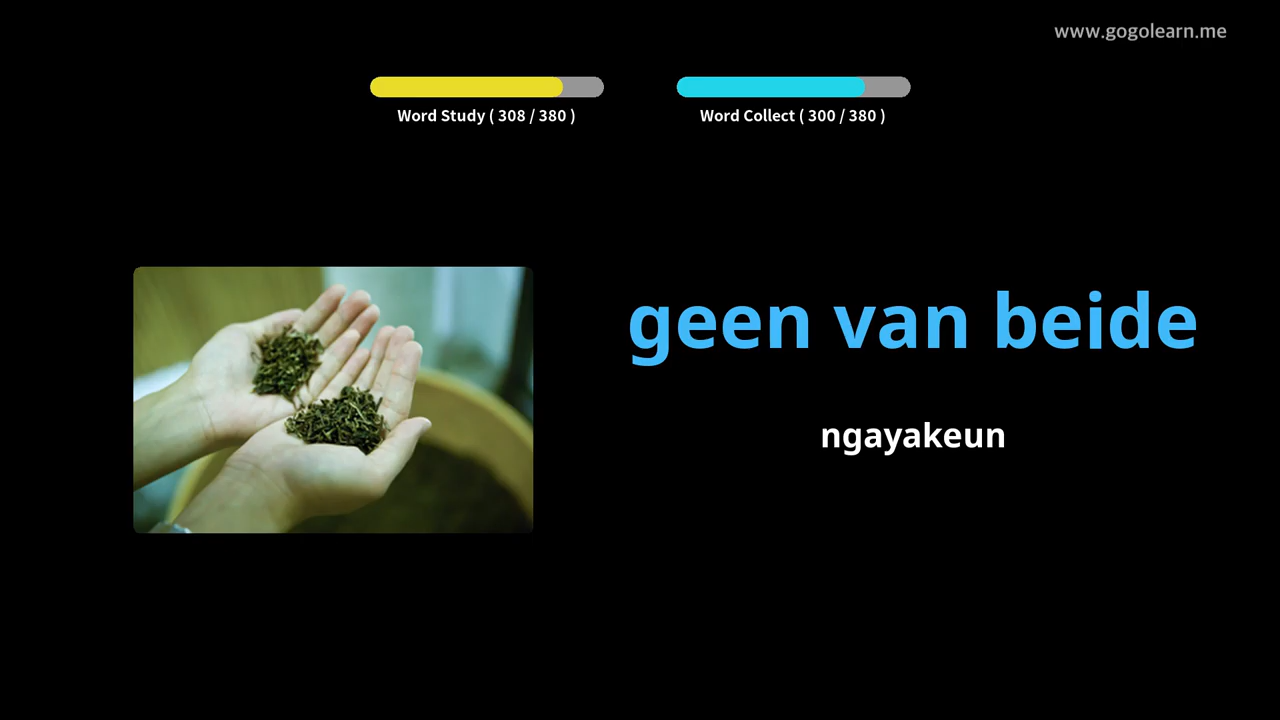 www.gogolearn.me
Word Study ( 308 / 380 )
Word Collect ( 300 / 380 )
geen van beide
ngayakeun